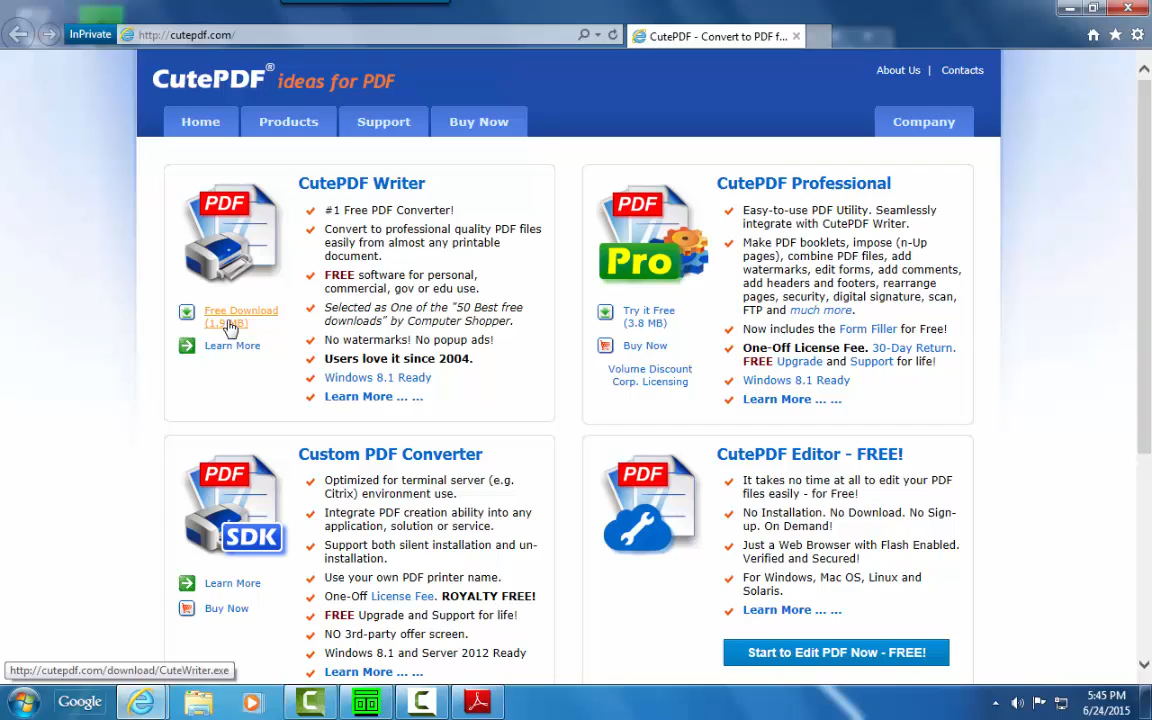 InPrivate
http://cutepdf.com/
CutePDF - Convert to PDF f...
CutePDF® ideas for PDF
About Us | Contacts
Home
Products
Support
Buy Now
Company
PDF
CutePDF Writer
#1 Free PDF Converter!
Convert to professional quality PDF files
easily from almost any printable
document.
FREE software for personal,
commercial, gov or edu use.
Selected as One of the "50 Best free
downloads" by Computer Shopper.
No watermarks! No popup ads!
Users love it since 2004.
Windows 8.1 Ready
Learn More ... ...
Free Download
(1.9 MB)
Learn More
PDF
Pro
CutePDF Professional
Easy-to-use PDF Utility. Seamlessly
integrate with CutePDF Writer.
Make PDF booklets, impose (n-Up
pages), combine PDF files, add
watermarks, edit forms, add comments,
add headers and footers, rearrange
pages, security, digital signature, scan,
FTP and much more.
Now includes the Form Filler for Free!
One-Off License Fee. 30-Day Return.
FREE Upgrade and Support for life!
Windows 8.1 Ready
Learn More ... ...
Try it Free
(3.8 MB)
Buy Now
Volume Discount
Corp. Licensing
PDF
SDK
Custom PDF Converter
Optimized for terminal server (e.g.
Citrix) environment use.
Integrate PDF creation ability into any
application, solution or service.
Support both silent installation and un-
installation.
Use your own PDF printer name.
One-Off License Fee. ROYALTY FREE!
FREE Upgrade and Support for life!
NO 3rd-party offer screen.
Windows 8.1 and Server 2012 Ready
Learn More ... ...
Learn More
Buy Now
PDF
CutePDF Editor - FREE!
It takes no time at all to edit your PDF
files easily - for Free!
No Installation. No Download. No Sign-
up. On Demand!
Just a Web Browser with Flash Enabled.
Verified and Secured!
For Windows, Mac OS, Linux and
Solaris.
Learn More ... ...
Start to Edit PDF Now - FREE!
http://cutepdf.com/download/CuteWriter.exe
Google
5:45 PM
6/24/2015